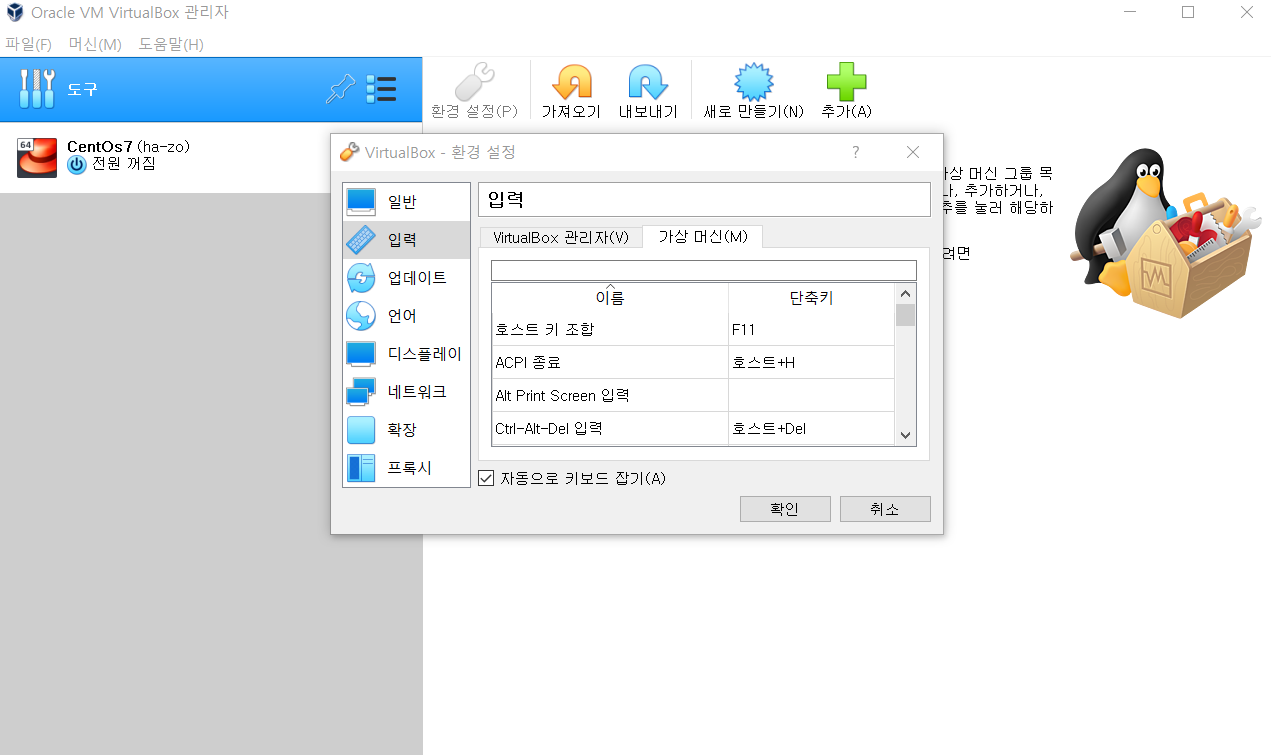 Oracle VM VirtualBox 관리자
파일(F) 머신(M) 도움말(H)
도구
환경 설정(P) 가져오기 내보내기 새로 만들기(N) 추가(A)
64
CentOs7 (ha-zo)
전원 꺼짐
VirtualBox - 환경 설정
?
일반
입력
업데이트
언어
디스플레이
네트워크
확장
프록시
입력
VirtualBox 관리자(V) 가상 머신(M)
이름 단축키
호스트 키 조합 F11
ACPI 종료 호스트+H
Alt Print Screen 입력
Ctrl-Alt-Del 입력 호스트+Del
자동으로 키보드 잡기(A)
확인 취소
가상 머신 그룹 목
나, 추가하거나,
추를 눌러 해당하
려면